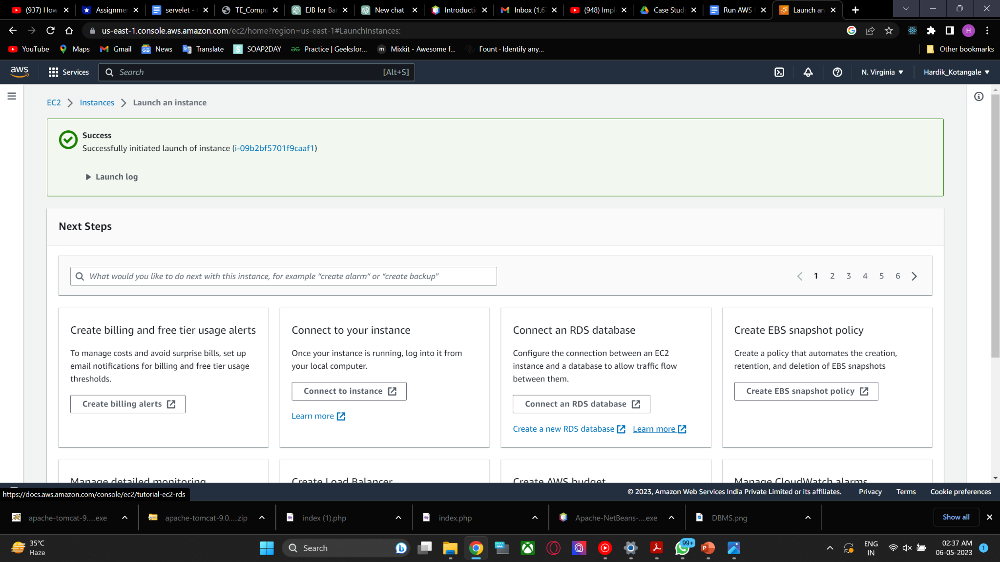 (937) How
Assignme
servelet -
TE_Compu
EJB for Ba
New chat
Introducti
Inbox (1,6
(948) Impl
Case Study
Run AWS
Launch an
us-east-1.console.aws.amazon.com/ec2/home?region=us-east-1#LaunchInstances:
H
YouTube
Maps
Gmail
News
Translate
SOAP2DAY
Practice | Geeksfor...
Mixkit - Awesome f...
Fount · Identify any...
Other bookmarks
aws
Services
Search
[Alt+S]
N. Virginia
Hardik_Kotangale
EC2
Instances
Launch an instance
Success
Successfully initiated launch of instance (i-09b2bf5701f9caaf1)
Launch log
Next Steps
What would you like to do next with this instance, for example “create alarm” or “create backup"
1 2 3 4 5 6
Create billing and free tier usage alerts
To manage costs and avoid surprise bills, set up
email notifications for billing and free tier usage
thresholds.
Create billing alerts
Connect to your instance
Once your instance is running, log into it from
your local computer.
Connect to instance
Learn more
Connect an RDS database
Configure the connection between an EC2
instance and a database to allow traffic flow
between them.
Connect an RDS database
Create a new RDS database
Learn more
Create EBS snapshot policy
Create a policy that automates the creation,
retention, and deletion of EBS snapshots
Create EBS snapshot policy
Manage detailed monitoring
Create Load Balancer
Create AWS budget
Manage CloudWatch alarms
https://docs.aws.amazon.com/console/ec2/tutorial-ec2-rds
© 2023, Amazon Web Services India Private Limited or its affiliates.
Privacy
Terms
Cookie preferences
apache-tomcat-9.....exe
apache-tomcat-9.0.....zip
index (1).php
index.php
Apache-NetBeans-....exe
DBMS.png
Show all
35°C
Haze
Search
99+
ENG
IN
02:37 AM
06-05-2023
1